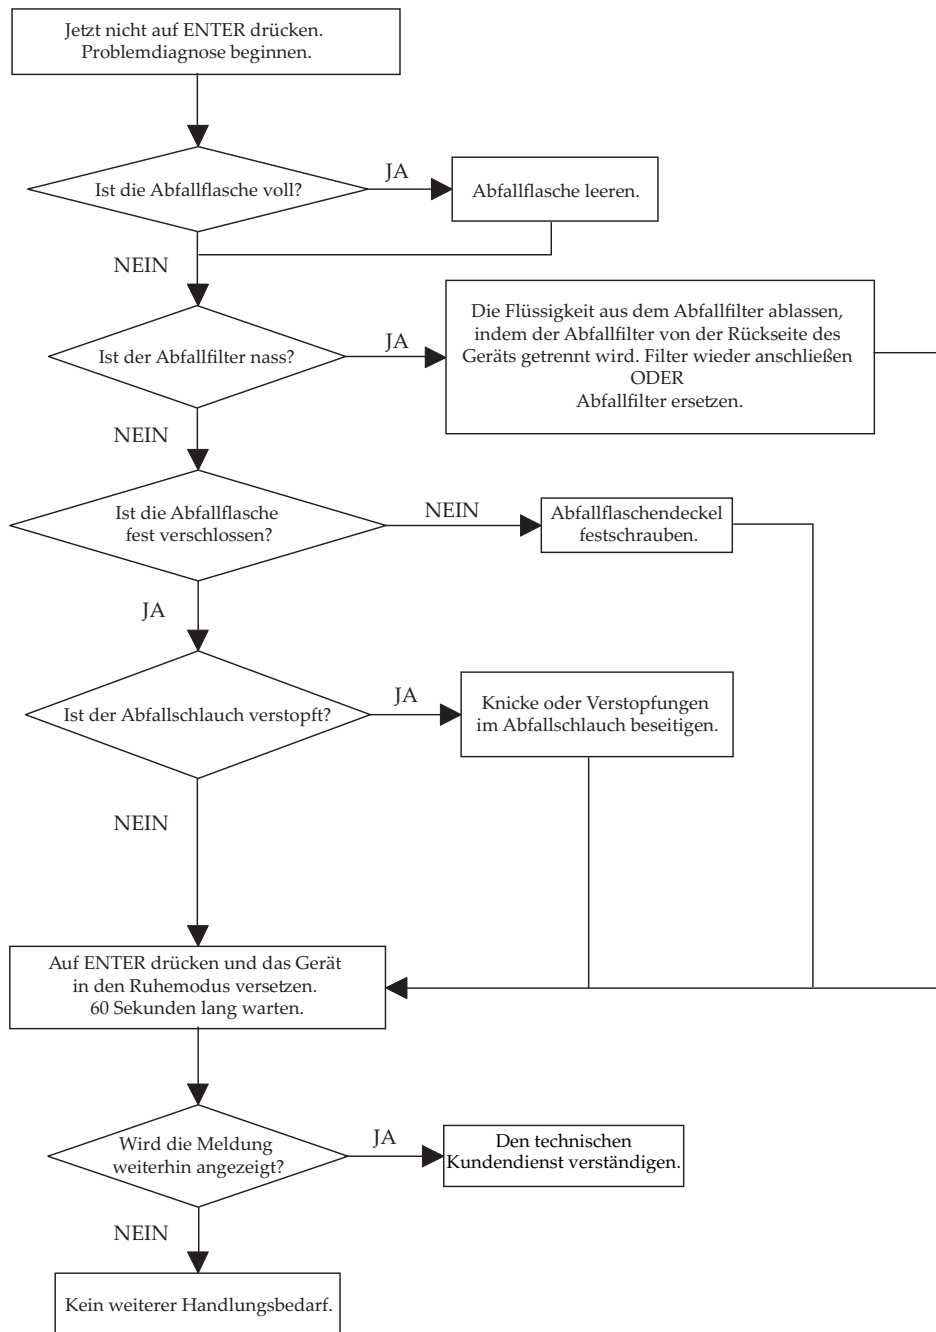 Jetzt nicht auf ENTER drücken.
Problemdiagnose beginnen.
Ist die Abfallflasche voll?
JA
Abfallflasche leeren.
NEIN
Ist der Abfallfilter nass?
JA
Die Flüssigkeit aus dem Abfallfilter ablassen,
indem der Abfallfilter von der Rückseite des
Geräts getrennt wird. Filter wieder anschließen
ODER
Abfallfilter ersetzen.
NEIN
Ist die Abfallflasche
fest verschlossen?
NEIN
Abfallflaschendeckel
festschrauben.
JA
Ist der Abfallschlauch verstopft?
JA
Knicke oder Verstopfungen
im Abfallschlauch beseitigen.
NEIN
Auf ENTER drücken und das Gerät
in den Ruhemodus versetzen.
60 Sekunden lang warten.
Wird die Meldung
weiterhin angezeigt?
JA
Den technischen
Kundendienst verständigen.
NEIN
Kein weiterer Handlungsbedarf.